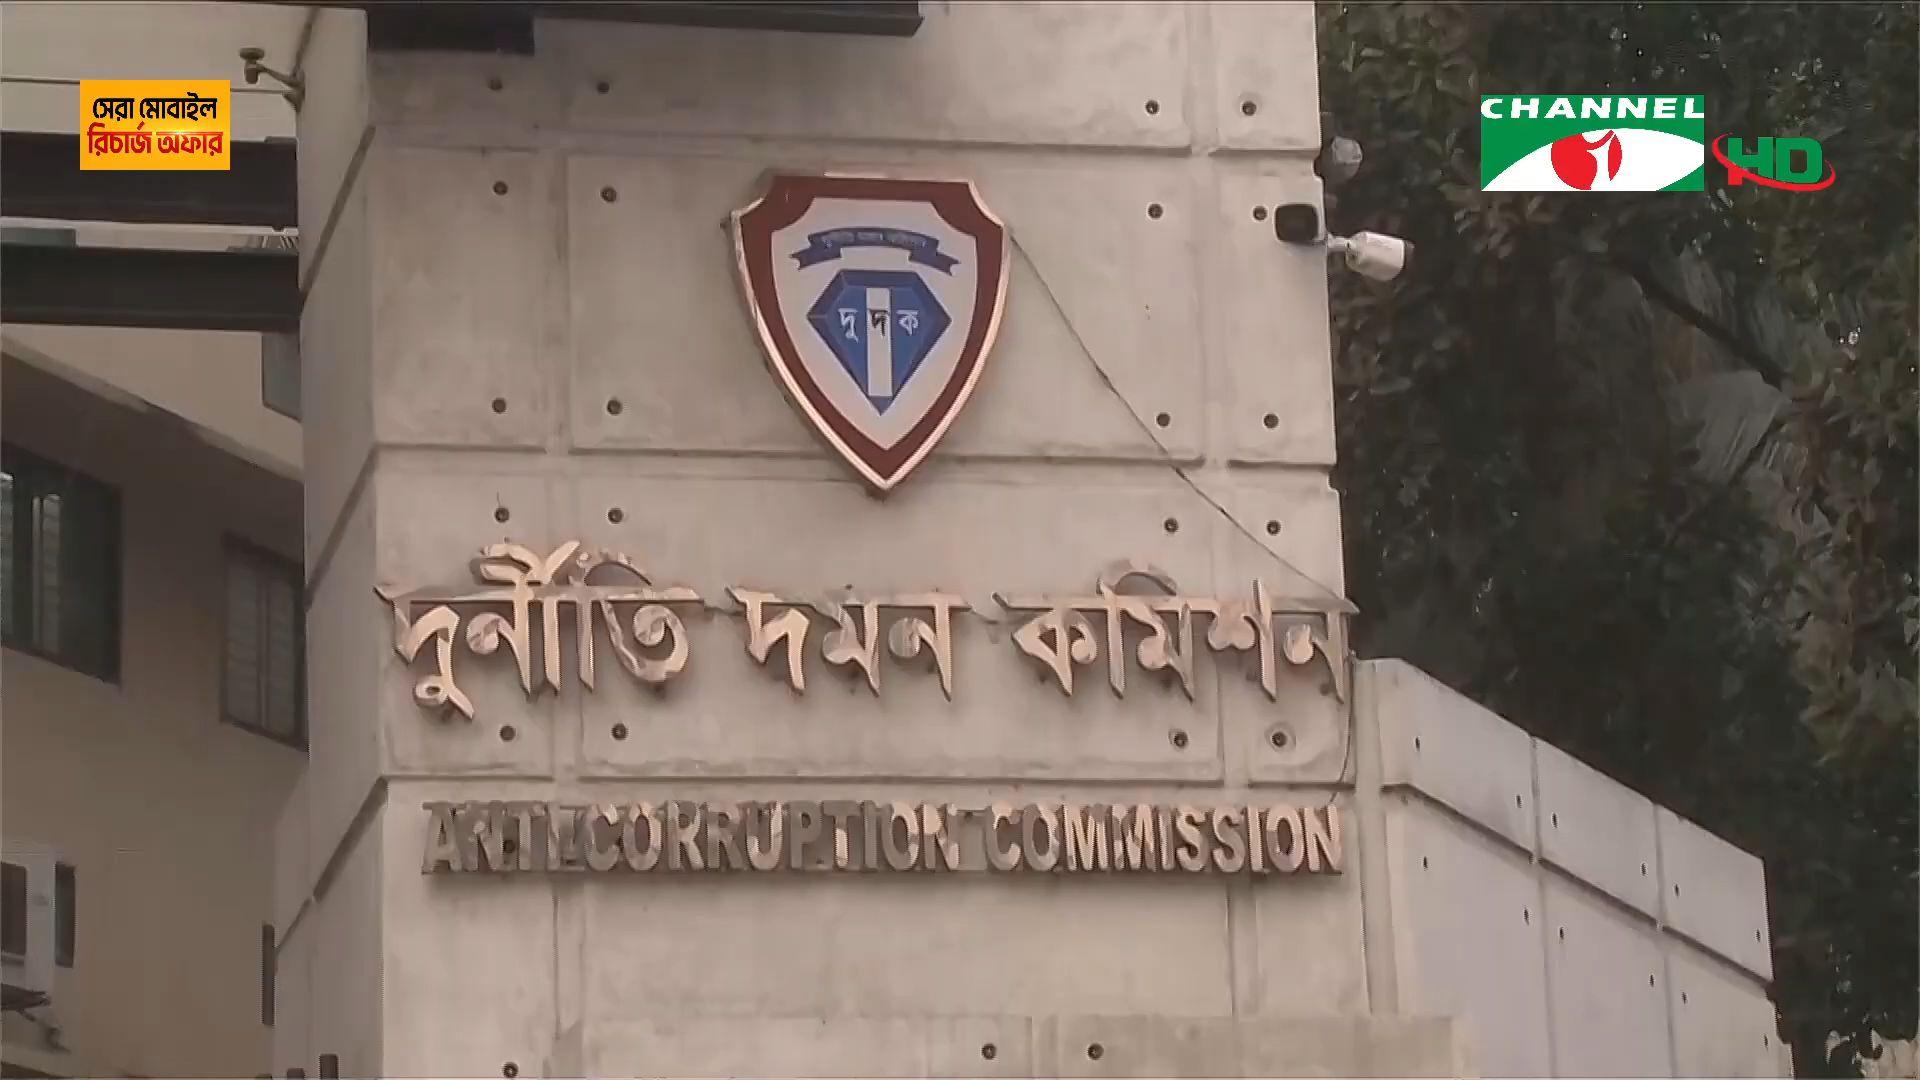 সেরা মোবাইল
রিচার্জ অফার
CHANNEL
HD
দুদক
দুর্নীতি দমন কমিশন
ANTI-CORRUPTION COMMISSION